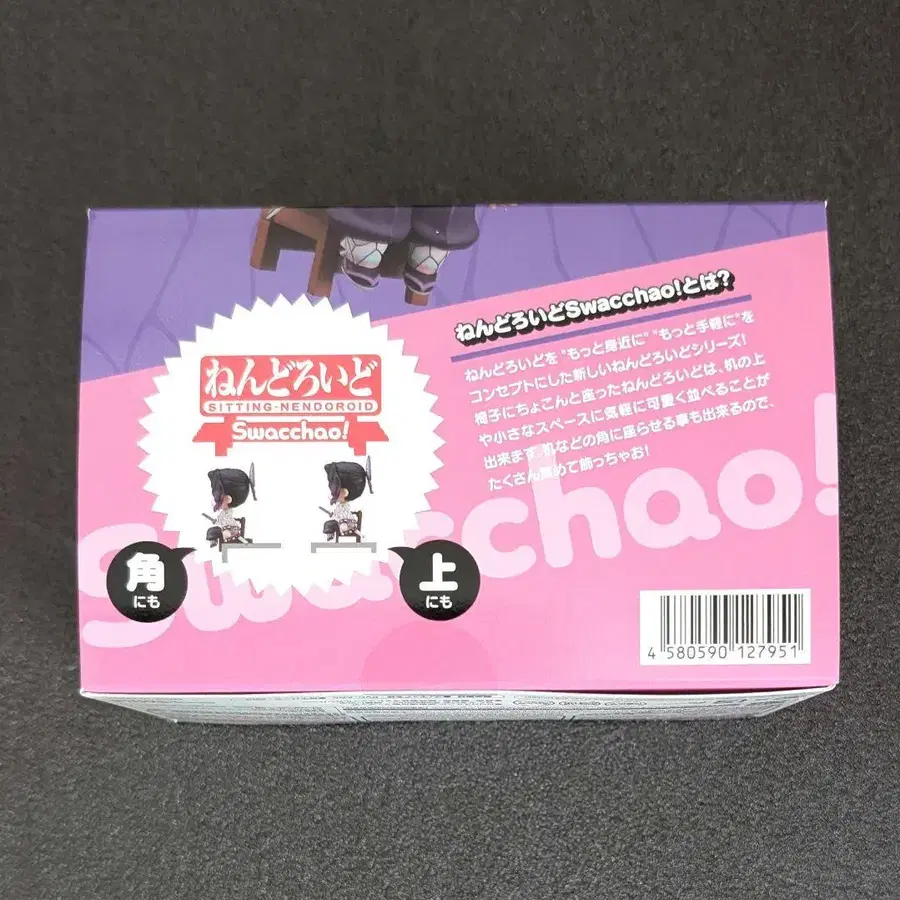 ねんどろいどSwacchao!とは?
ねんどろいどを "もっと身近に" "もっと手軽に"を
コンセプトにした新しいねんどろいどシリーズ!
椅子にちょこんと座ったねんどろいどは、机の上
や小さなスペースに気軽に可愛く並べることが
出来ます。机などの角に座らせる事も出来るので、
たくさん集めて飾っちゃお!
ねんどろいど
SITTING-NENDOROID
Swacchao!
角
にも
上
にも
Swacchao!
4 580590 127951